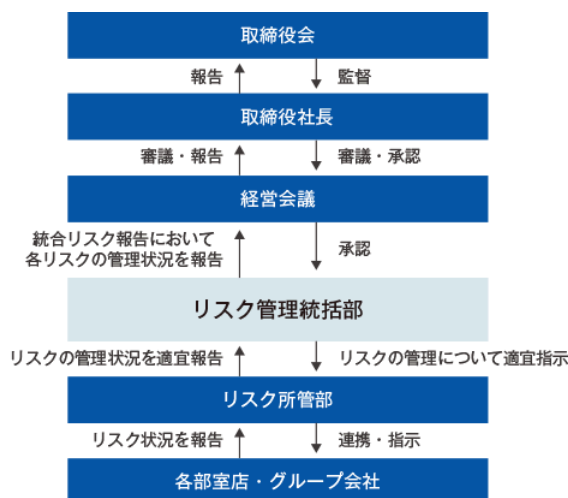 取締役会
報告
監督
取締役社長
審議・報告
審議・承認
経営会議
統合リスク報告において
各リスクの管理状況を報告
承認
リスク管理統括部
リスクの管理状況を適宜報告
リスクの管理について適宜指示
リスク所管部
リスク状況を報告
連携・指示
各部室店・グループ会社